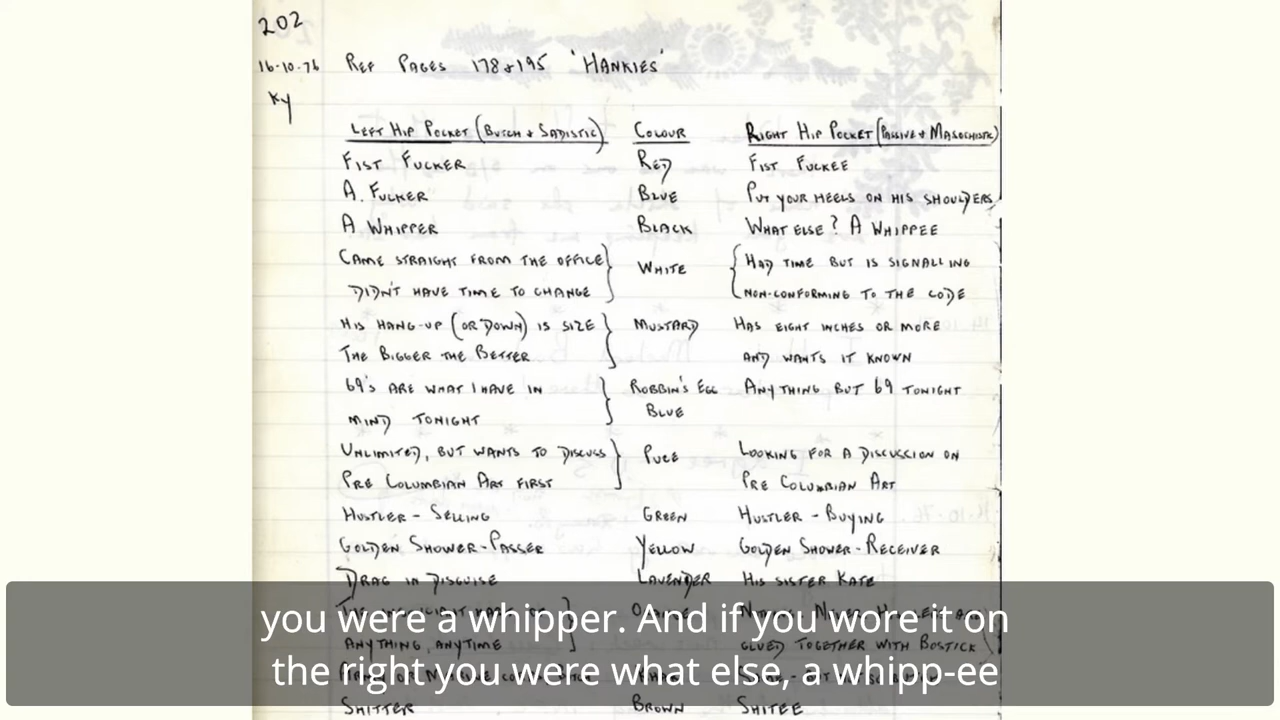 202
16-10-76 REF PAGES 178 & 195 'HANKIES'
KY
LEFT HIP POCKET (BUTCH & SADISTIC) COLOUR RIGHT HIP POCKET (PASSIVE & MASOCHISTIC)
FIST FUCKER RED FIST FUCKEE
A. FUCKER BLUE PUT YOUR HEELS ON HIS SHOULDERS
A WHIPPER BLACK WHAT ELSE? A WHIPPEE
CAME STRAIGHT FROM THE OFFICE DIDN'T HAVE TIME TO CHANGE WHITE HAD TIME BUT IS SIGNALLING NON-CONFORMING TO THE CODE
HIS HANG-UP (OR DOWN) IS SIZE MUSTARD HAS EIGHT INCHES OR MORE
THE BIGGER THE BETTER AND WANTS IT KNOWN
69'S ARE WHAT I HAVE IN ROBBIN'S EGG ANYTHING BUT 69 TONIGHT
MIND TONIGHT BLUE
UNLIMITED, BUT WANTS TO DISCUSS PUCE LOOKING FOR A DISCUSSION ON
PRE COLUMBIAN ART FIRST PRE COLUMBIAN ART
HUSTLER - SELLING GREEN HUSTLER - BUYING
GOLDEN SHOWER - PASSER YELLOW GOLDEN SHOWER - RECEIVER
DRAG IN DISGUISE LAVENDER HIS SISTER KATE
ANYTHING, ANYTIME GLUED TOGETHER WITH BOSTICK
SHITTER BROWN SHITEE
you were a whipper. And if you wore it on
the right you were what else, a whipp-ee